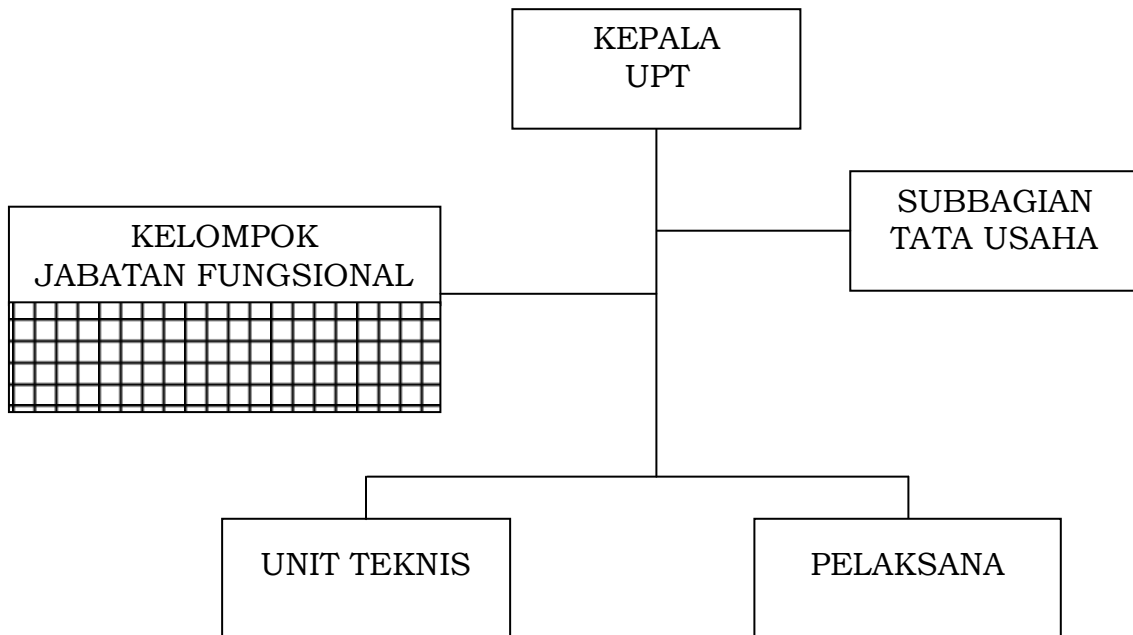 KEPALA
UPT
SUBBAGIAN
TATA USAHA
KELOMPOK
JABATAN FUNGSIONAL
UNIT TEKNIS
PELAKSANA